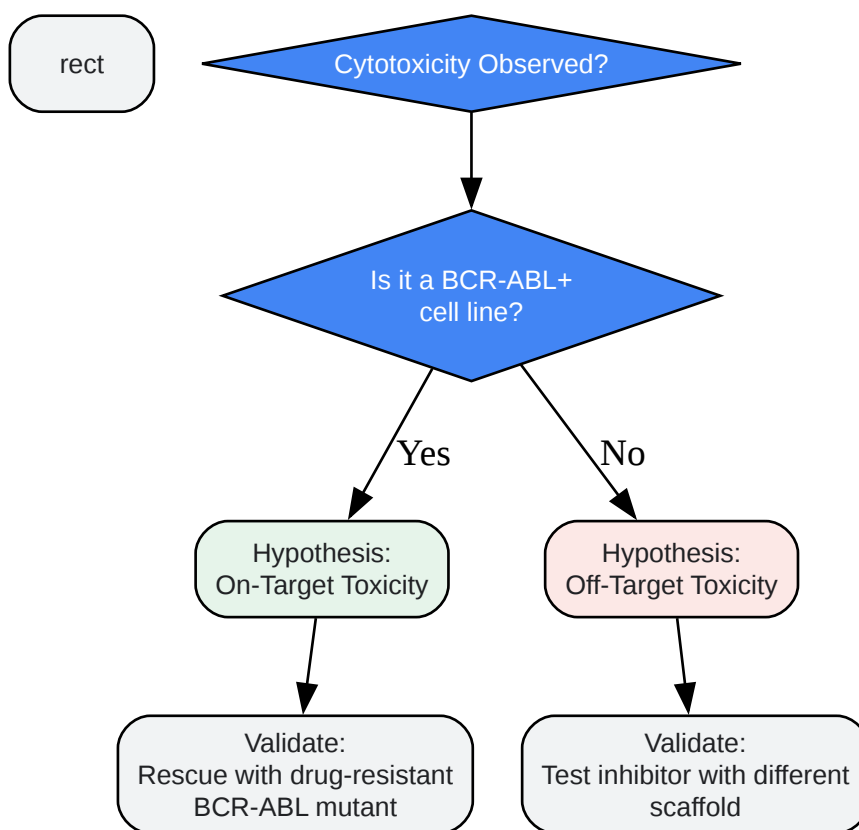 rect
Cytotoxicity Observed?
Is it a BCR-ABL+
cell line?
Yes
No
Hypothesis:
On-Target Toxicity
Hypothesis:
Off-Target Toxicity
Validate:
Rescue with drug-resistant
BCR-ABL mutant
Validate:
Test inhibitor with different
scaffold